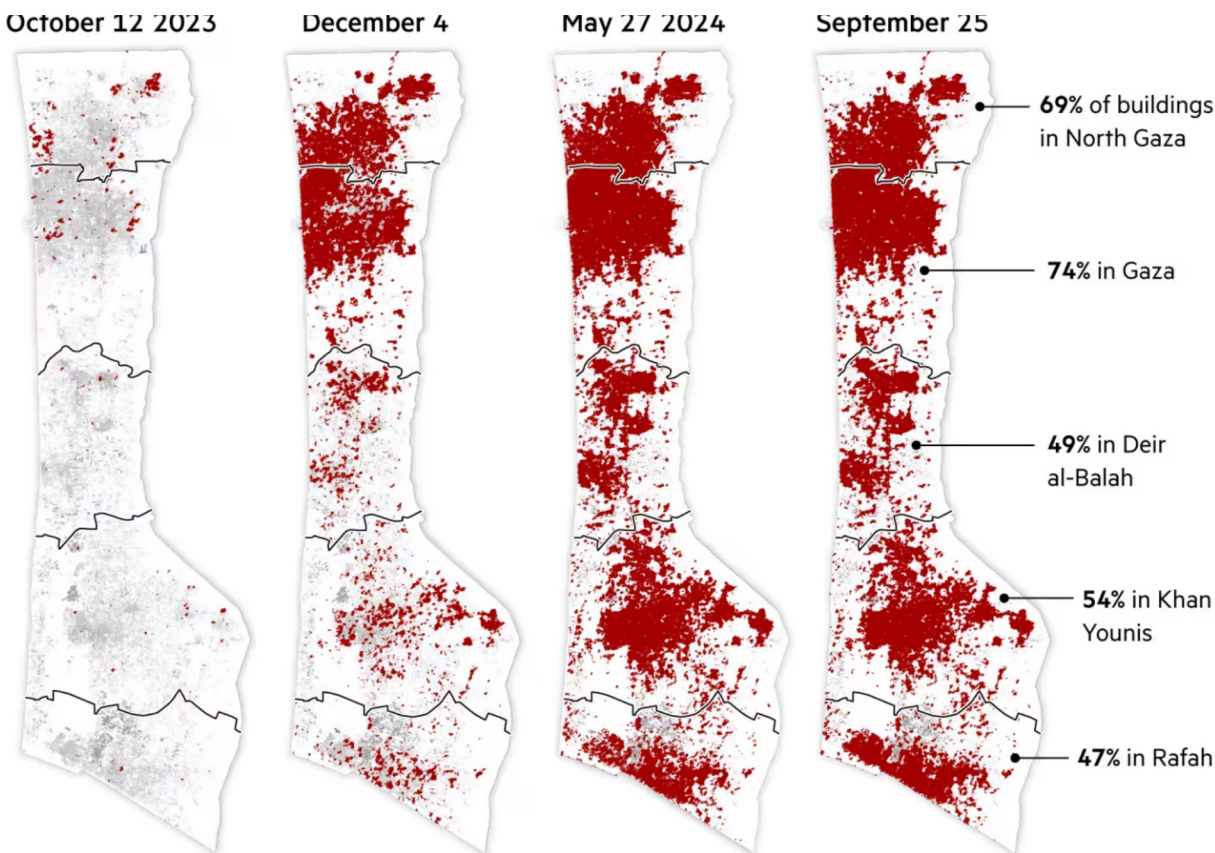 October 12 2023
December 4
May 27 2024
September 25
69% of buildings
in North Gaza
74% in Gaza
49% in Deir
al-Balah
54% in Khan
Younis
47% in Rafah